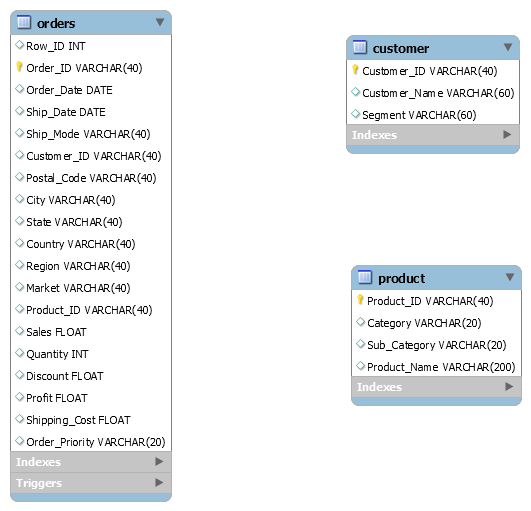 orders
Row_ID INT
Order_ID VARCHAR(40)
Order_Date DATE
Ship_Date DATE
Ship_Mode VARCHAR(40)
Customer_ID VARCHAR(40)
Postal_Code VARCHAR(40)
City VARCHAR(40)
State VARCHAR(40)
Country VARCHAR(40)
Region VARCHAR(40)
Market VARCHAR(40)
Product_ID VARCHAR(40)
Sales FLOAT
Quantity INT
Discount FLOAT
Profit FLOAT
Shipping_Cost FLOAT
Order_Priority VARCHAR(20)
Indexes
Triggers
customer
Customer_ID VARCHAR(40)
Customer_Name VARCHAR(60)
Segment VARCHAR(60)
Indexes
product
Product_ID VARCHAR(40)
Category VARCHAR(20)
Sub_Category VARCHAR(20)
Product_Name VARCHAR(200)
Indexes